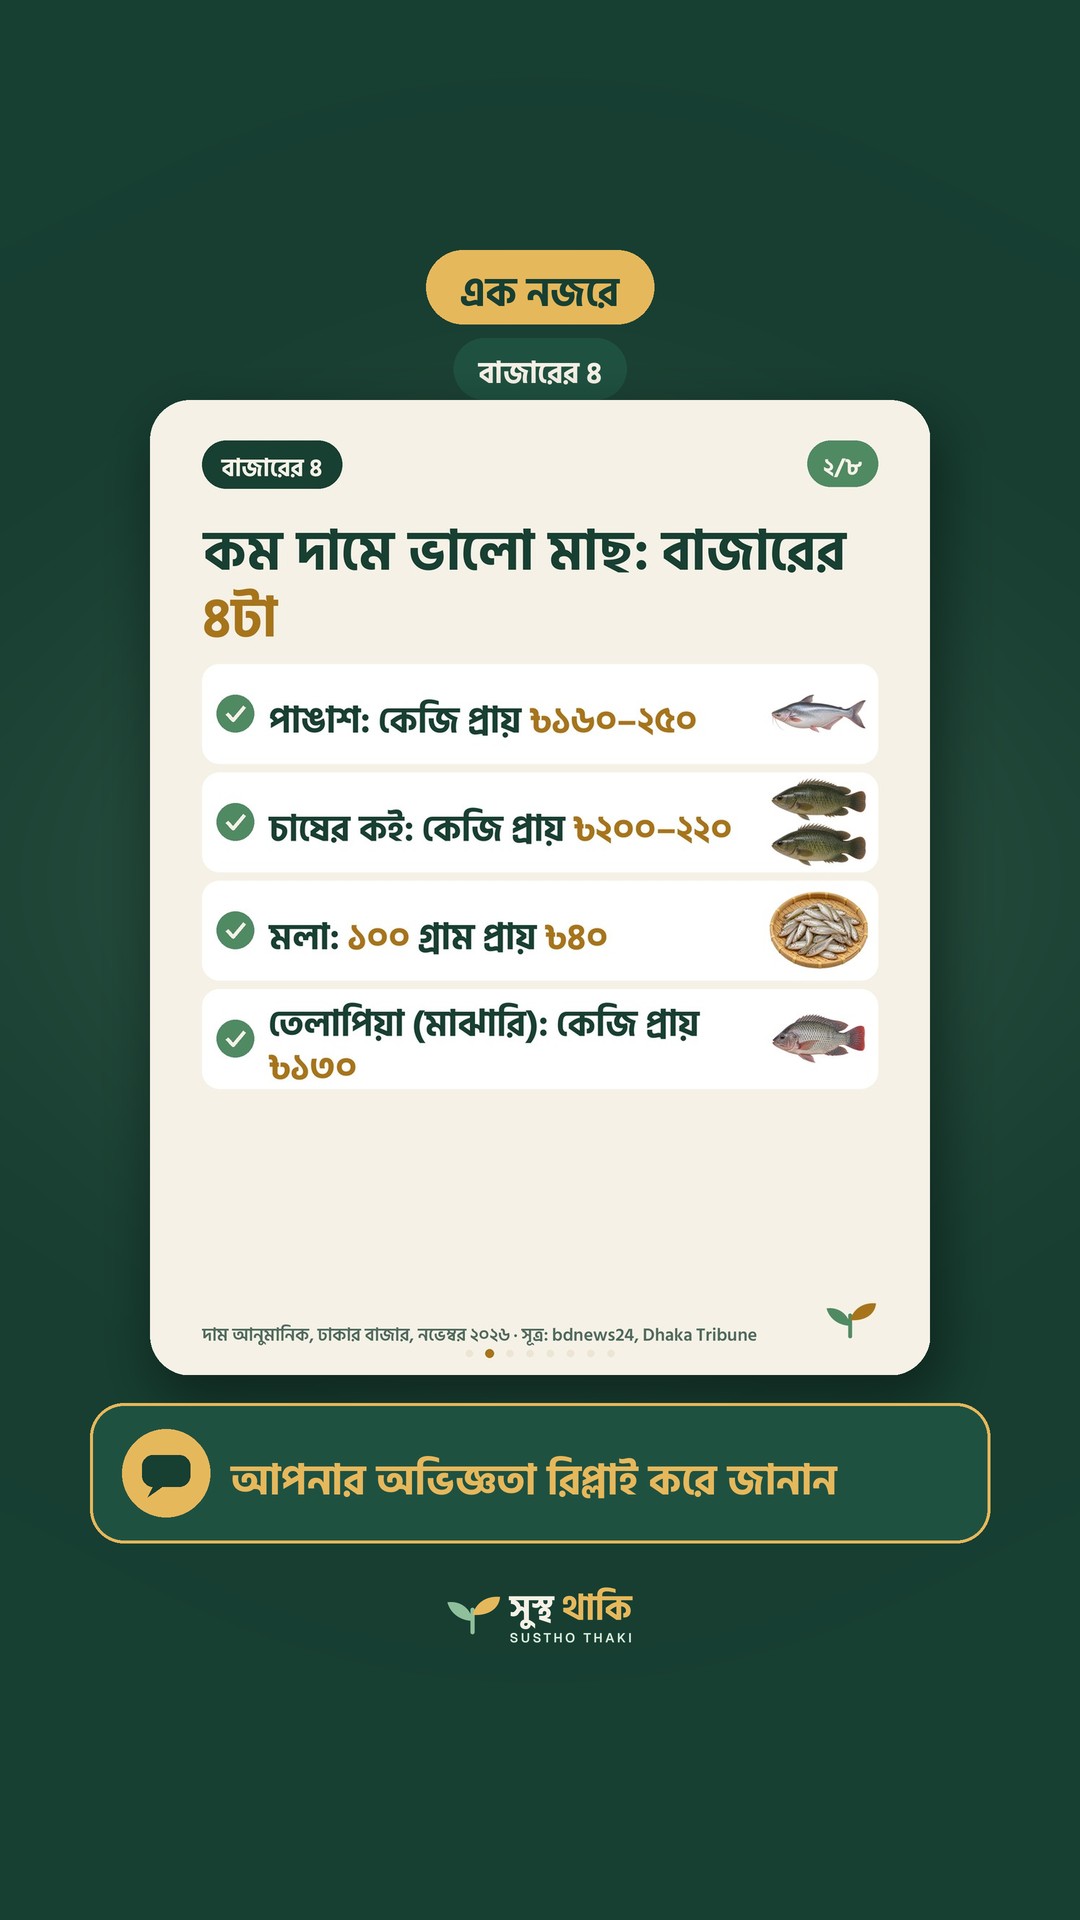 এক নজরে
বাজারের ৪
বাজারের ৪
২/৮
কম দামে ভালো মাছ: বাজারের
৪টা
পাঙাশ: কেজি প্রায় ৳১৬০–২৫০
চাষের কই: কেজি প্রায় ৳২০০–২২০
মলা: ১০০ গ্রাম প্রায় ৳৪০
তেলাপিয়া (মাঝারি): কেজি প্রায়
৳১৩০
দাম আনুমানিক, ঢাকার বাজার, নভেম্বর ২০২৬ · সূত্র: bdnews24, Dhaka Tribune
আপনার অভিজ্ঞতা রিপ্লাই করে জানান
সুস্থ থাকি
SUSTHO THAKI